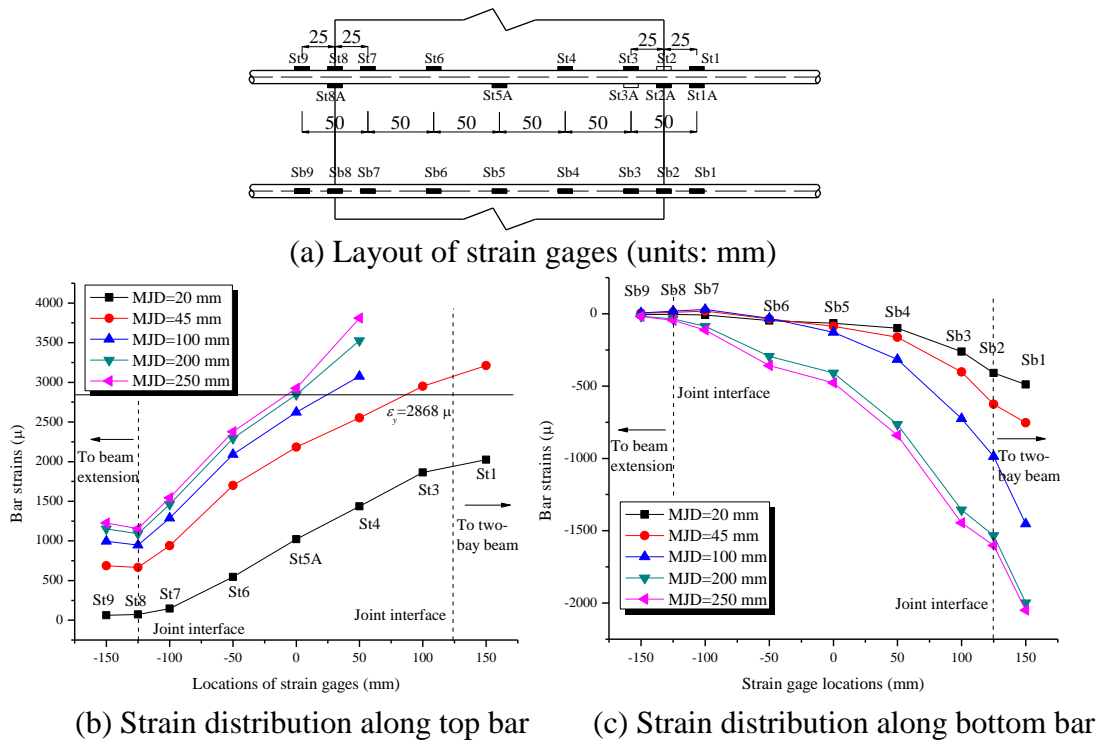 25 25 25 25
St9 St8 St7 St6 St4 St3 St2 St1
St8A St5A St3A St2A St1A
50 50 50 50 50 50
Sb9 Sb8 Sb7 Sb6 Sb5 Sb4 Sb3 Sb2 Sb1
(a) Layout of strain gages (units: mm)
MJD=20 mm
MJD=45 mm
MJD=100 mm
MJD=200 mm
MJD=250 mm
4000
3500
3000
2500
2000
1500
1000
500
0
Bar strains (μ)
εy=2868 μ
To beam
extension
To two-
bay beam
St9 St8 St7 St6 St5A St4 St3 St1
Joint interface
Joint interface
-150 -100 -50 0 50 100 150
Locations of strain gages (mm)
(b) Strain distribution along top bar
0
-500
-1000
-1500
-2000
Bar strains (μ)
Sb9 Sb8 Sb7 Sb6 Sb5 Sb4 Sb3 Sb2 Sb1
Joint interface
To beam
extension
To two-
bay beam
MJD=20 mm
MJD=45 mm
MJD=100 mm
MJD=200 mm
MJD=250 mm
Joint interface
-150 -100 -50 0 50 100 150
Strain gage locations (mm)
(c) Strain distribution along bottom bar